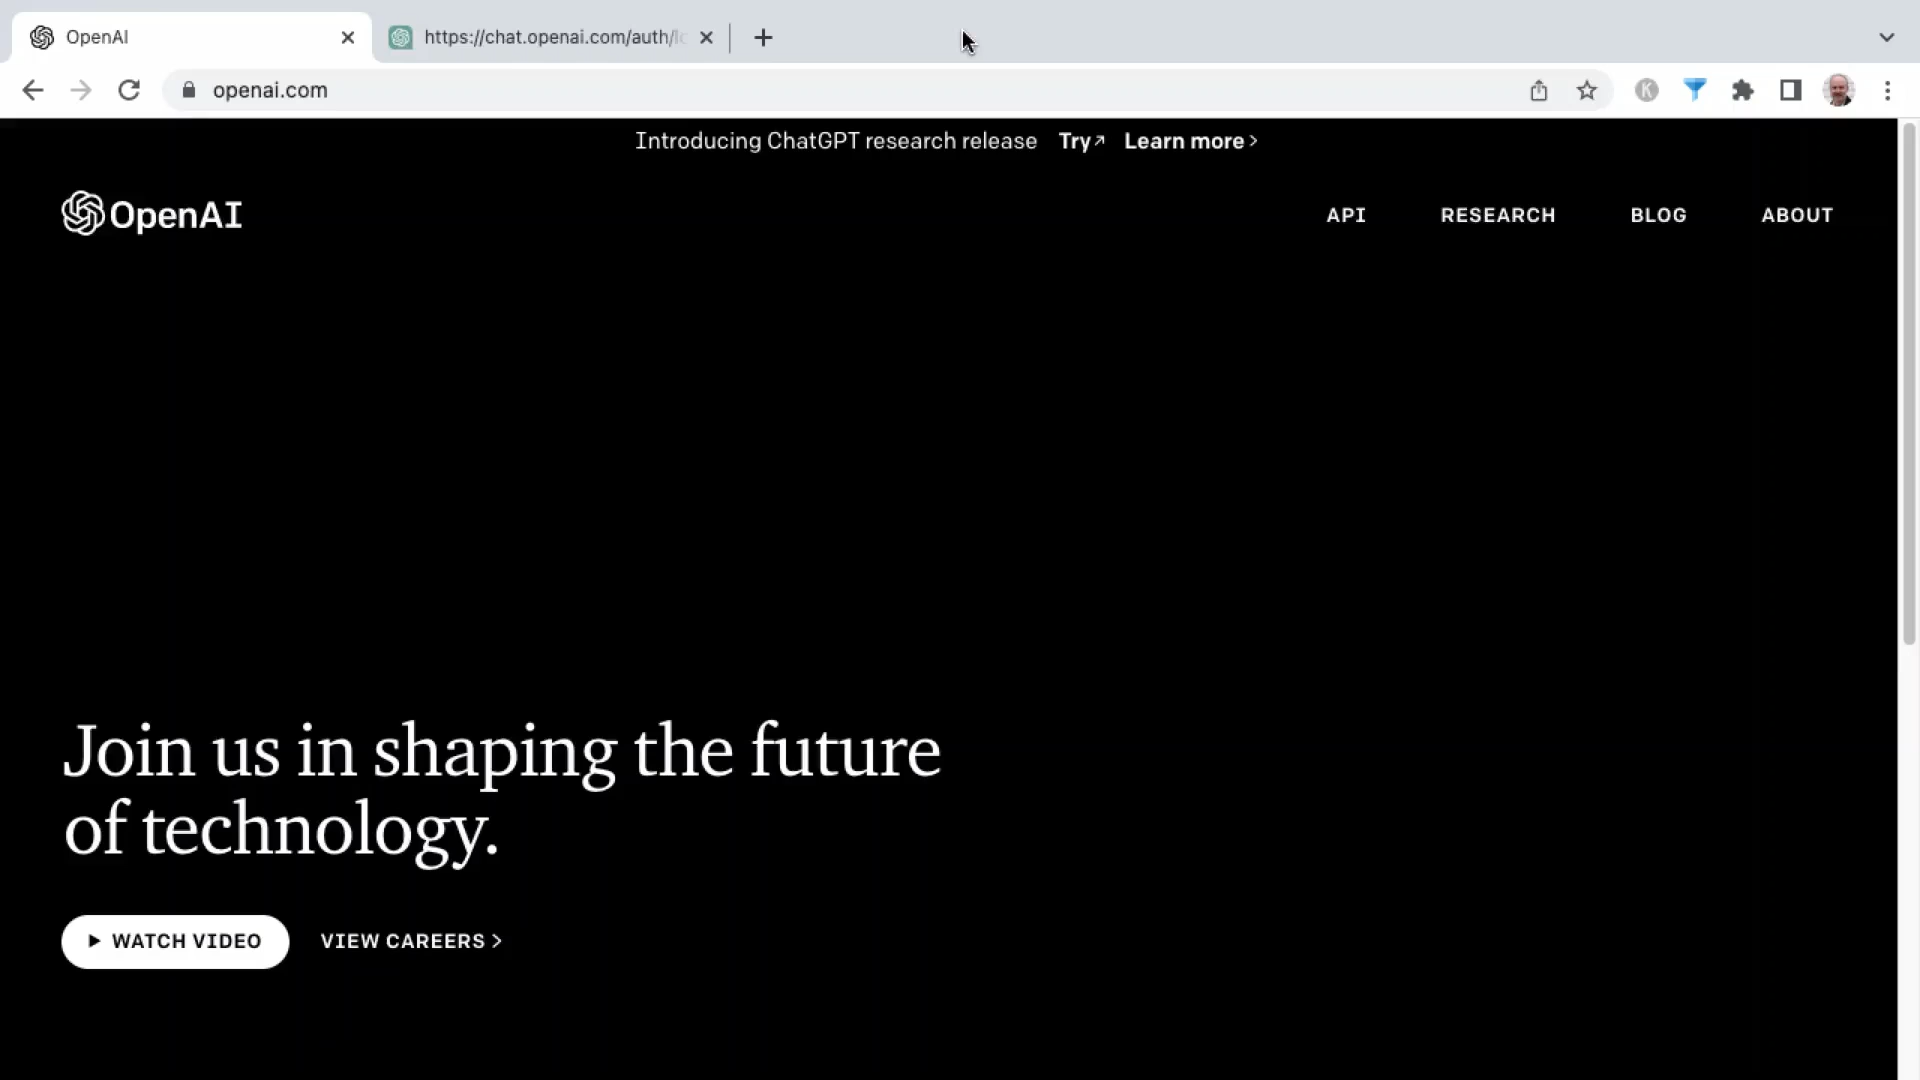 OpenAI
https://chat.openai.com/auth/
openai.com
Introducing ChatGPT research release Try Learn more
OpenAI
API RESEARCH BLOG ABOUT
Join us in shaping the future
of technology.
WATCH VIDEO VIEW CAREERS